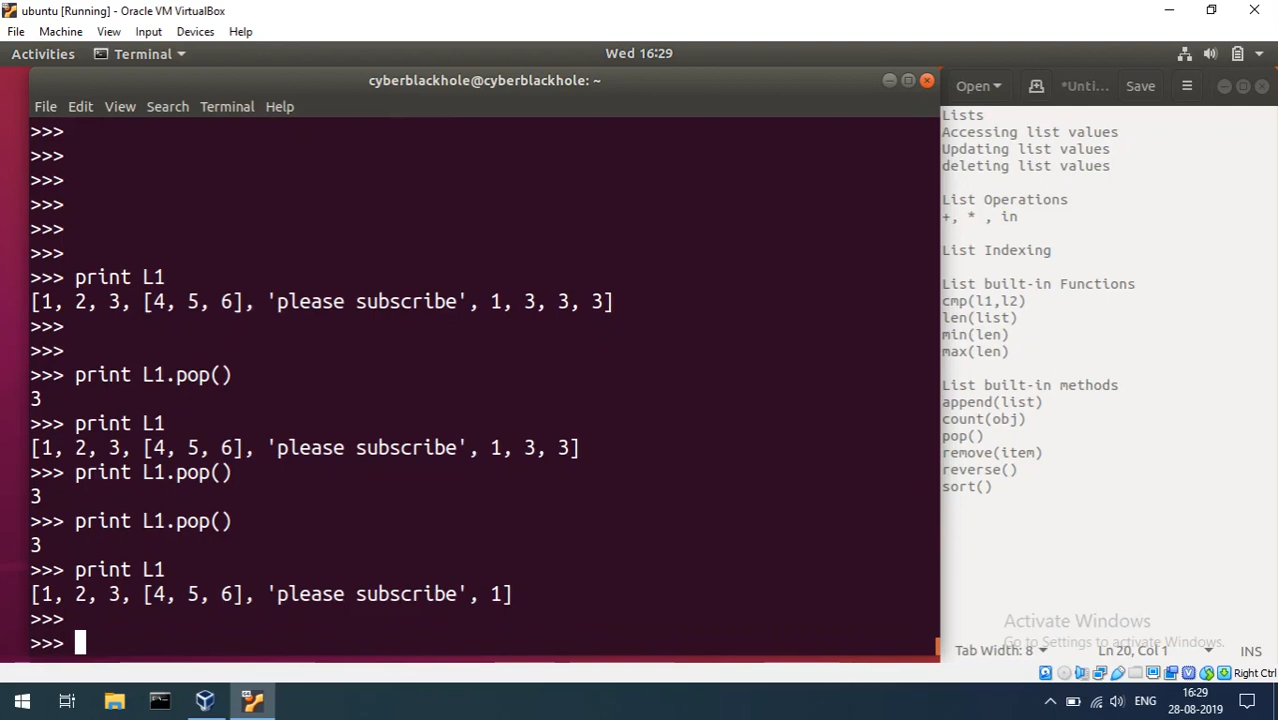 ubuntu [Running] - Oracle VM VirtualBox
File Machine View Input Devices Help
Activities Terminal Wed 16:29
cyberblackhole@cyberblackhole: ~
Open *Unti... Save
File Edit View Search Terminal Help
>>>
>>>
>>>
>>>
>>>
>>>
>>> print L1
[1, 2, 3, [4, 5, 6], 'please subscribe', 1, 3, 3, 3]
>>>
>>>
>>> print L1.pop()
3
>>> print L1
[1, 2, 3, [4, 5, 6], 'please subscribe', 1, 3, 3]
>>> print L1.pop()
3
>>> print L1.pop()
3
>>> print L1
[1, 2, 3, [4, 5, 6], 'please subscribe', 1]
>>>
>>>
Lists
Accessing list values
Updating list values
deleting list values
List Operations
+, * , in
List Indexing
List built-in Functions
cmp(l1,l2)
len(list)
min(len)
max(len)
List built-in methods
append(list)
count(obj)
pop()
remove(item)
reverse()
sort()
Activate Windows
Go to Settings to activate Windows.
Tab Width: 8 Ln 20, Col 1 INS
Right Ctrl
ENG
16:29
28-08-2019